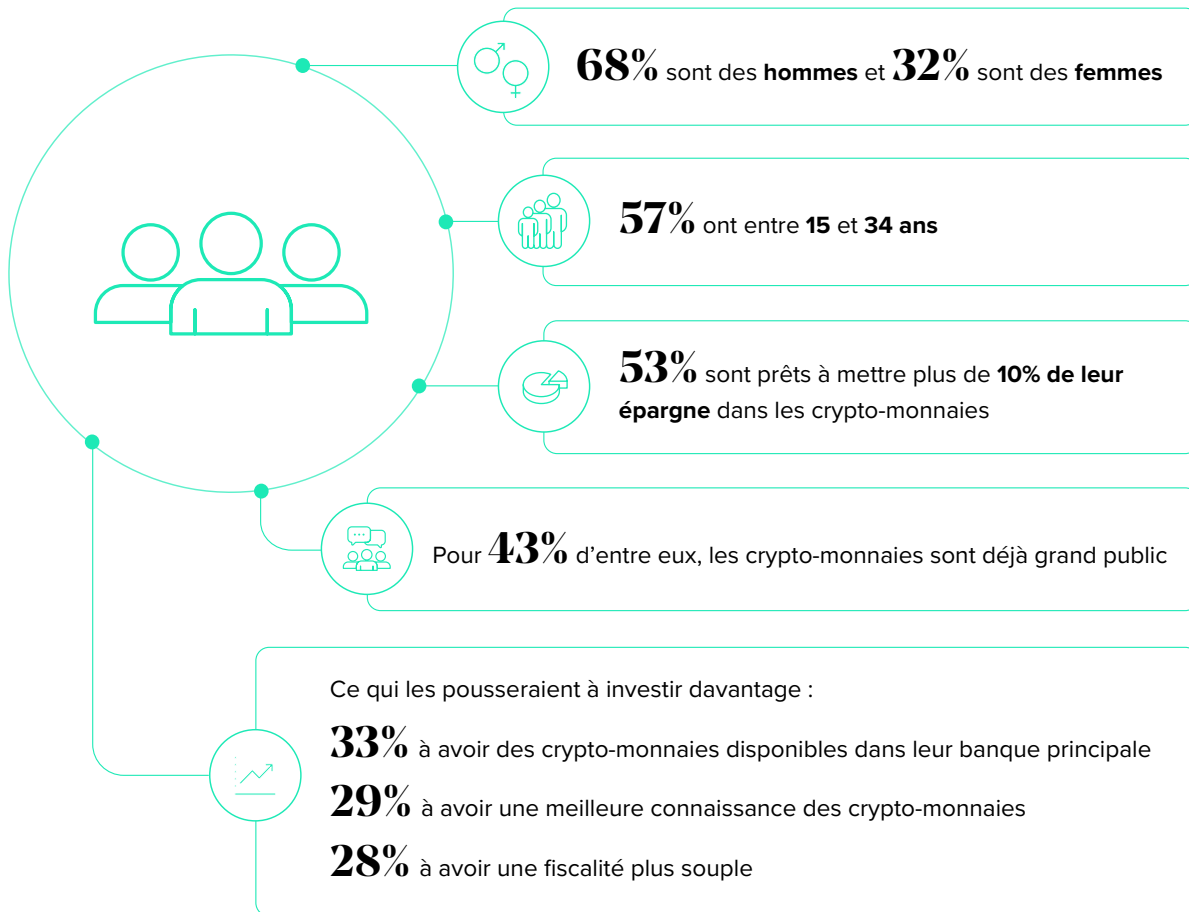 68% sont des hommes et 32% sont des femmes
57% ont entre 15 et 34 ans
53% sont prêts à mettre plus de 10% de leur
épargne dans les crypto-monnaies
Pour 43% d’entre eux, les crypto-monnaies sont déjà grand public
Ce qui les pousseraient à investir davantage :
33% à avoir des crypto-monnaies disponibles dans leur banque principale
29% à avoir une meilleure connaissance des crypto-monnaies
28% à avoir une fiscalité plus souple